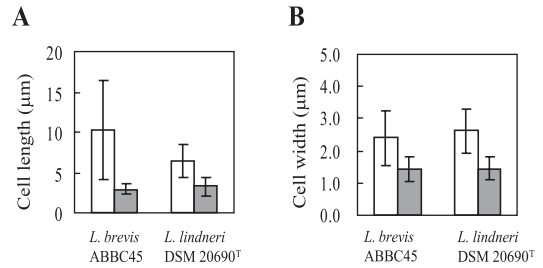 A
Cell length (μm)
20
15
10
5
0
L. brevis
ABBC45
L. lindneri
DSM 20690ᵀ
B
Cell width (μm)
5.0
4.0
3.0
2.0
1.0
0.0
L. brevis
ABBC45
L. lindneri
DSM 20690ᵀ